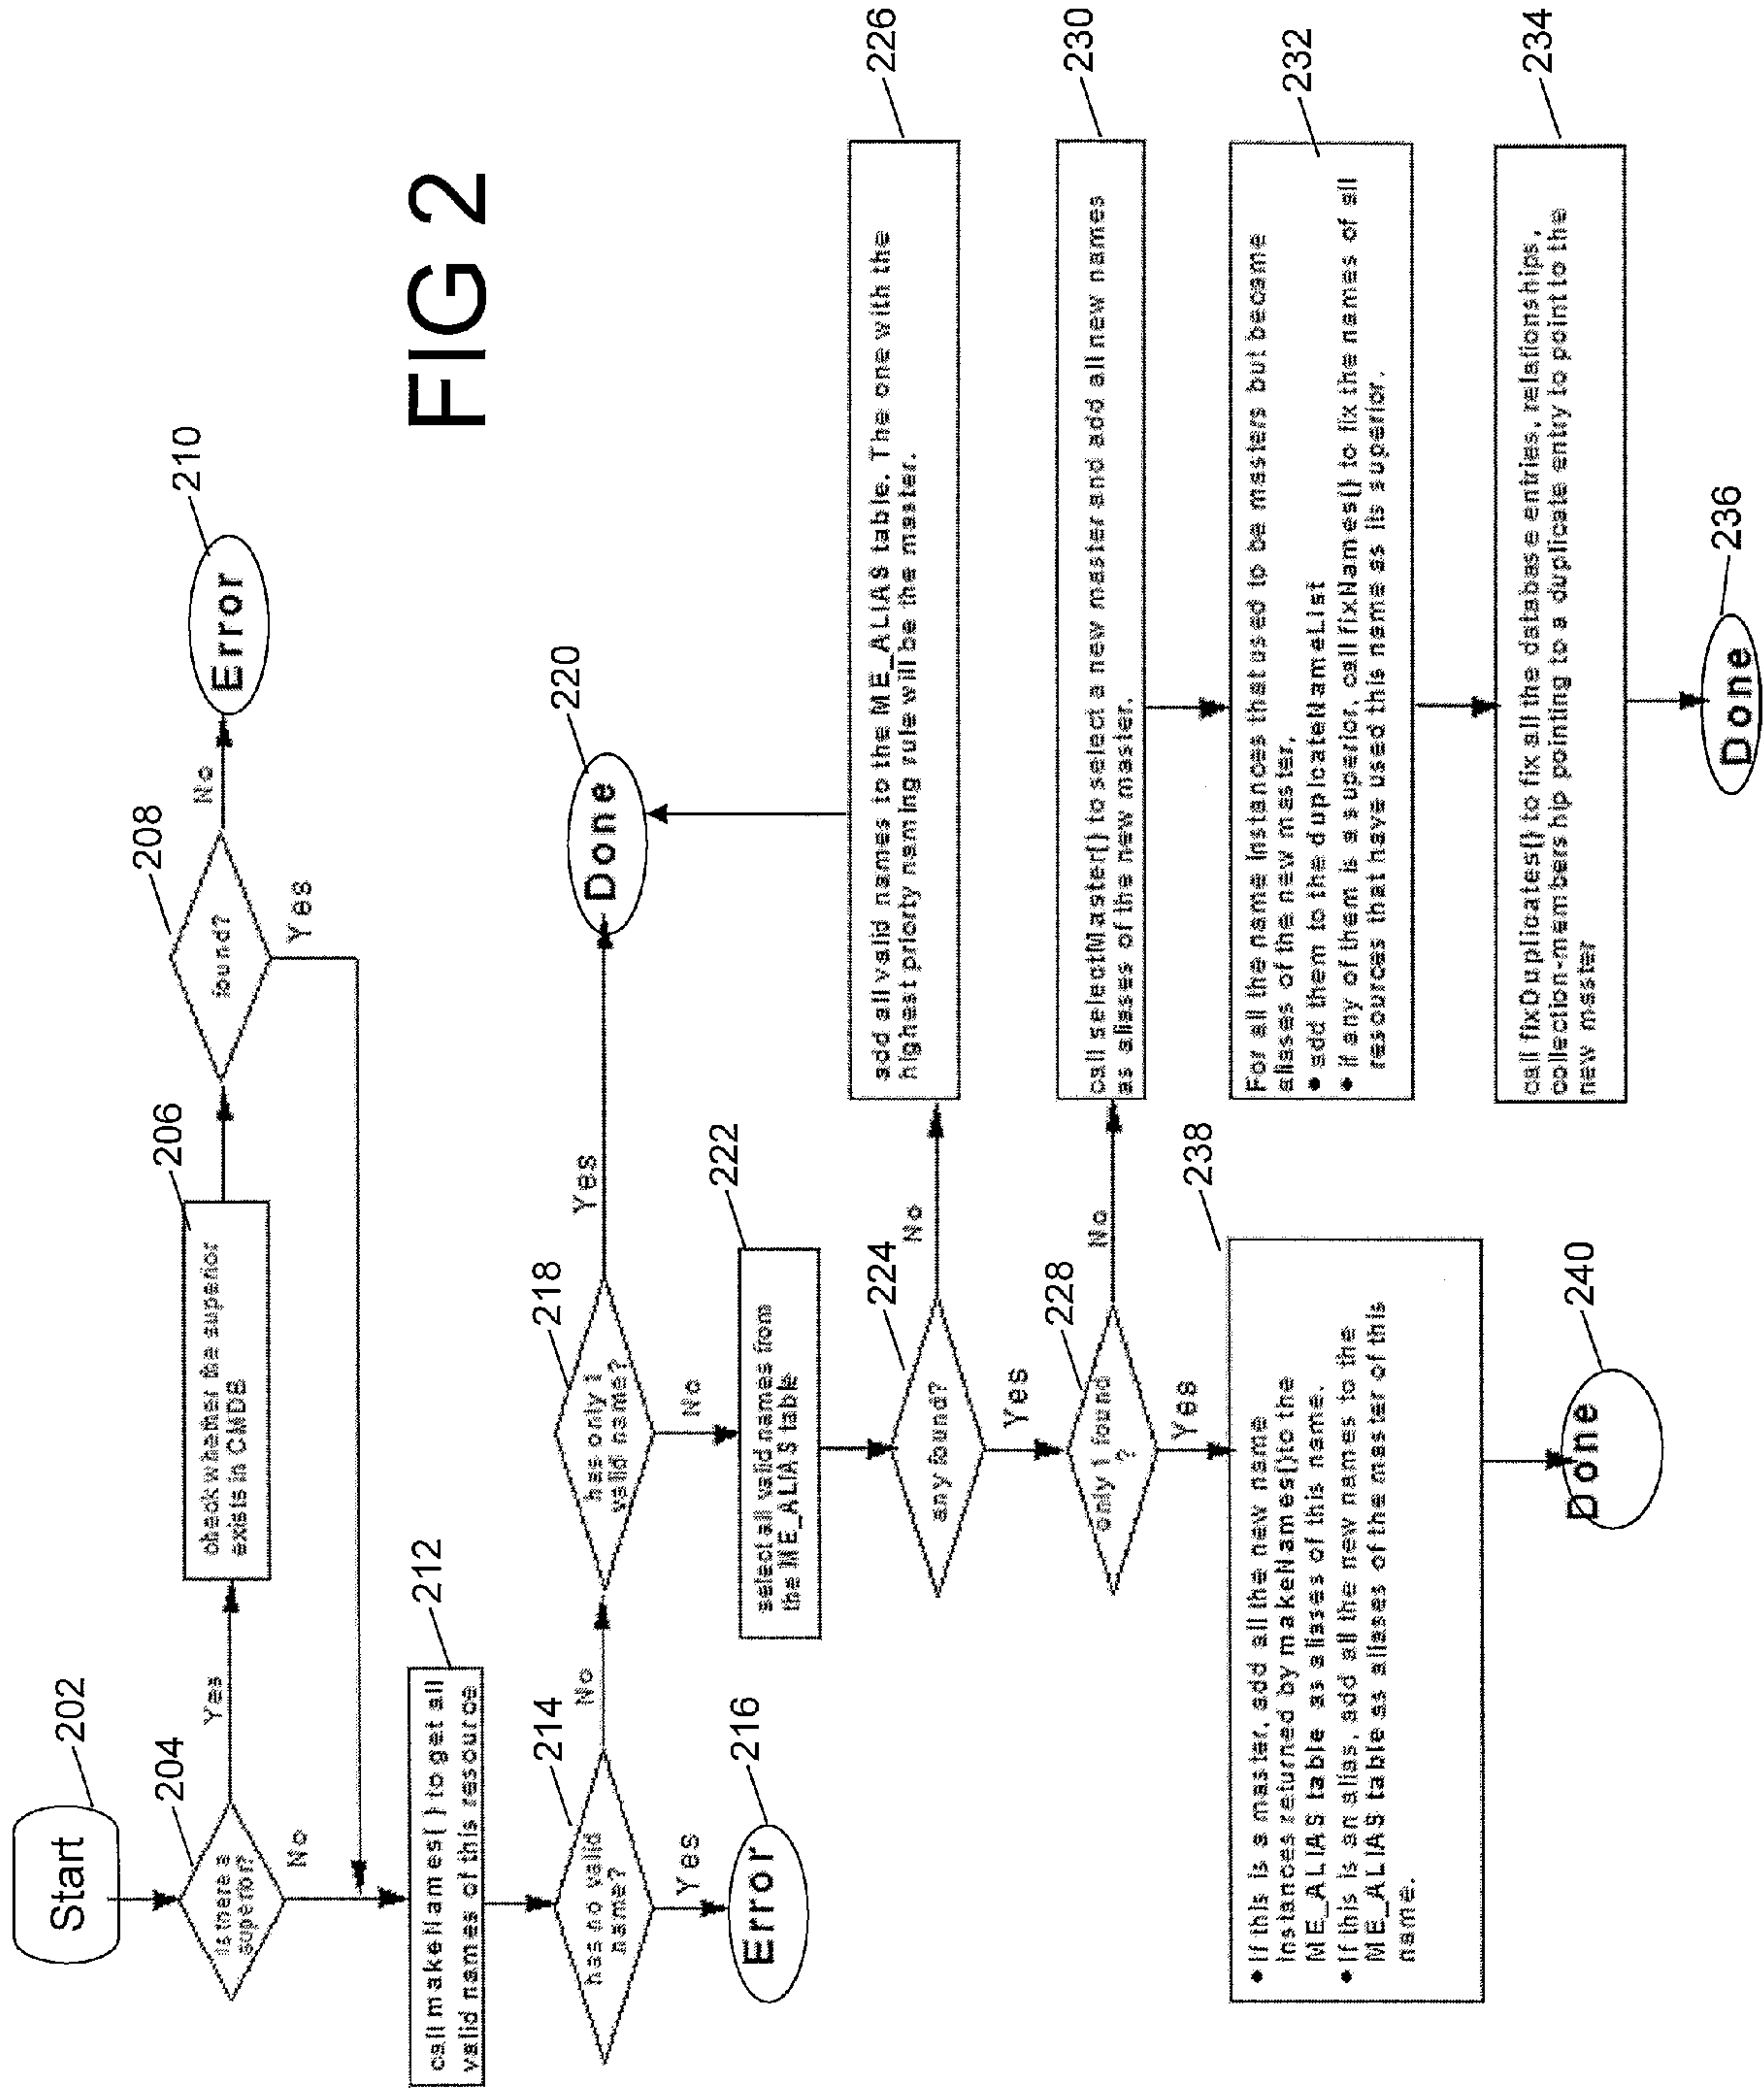 FIG 2
Start
202
Is there a
superior?
204
Yes
No
check whether the superior
exists in CMDB
206
found?
208
No
Yes
Error
210
call makeNames( ) to get all
valid names of this resource
212
has no valid
name?
214
No
Yes
Error
216
has only 1
valid name?
218
Yes
No
Done
220
select all valid names from
the ME_ALIAS table
222
any found?
224
No
Yes
add all valid names to the ME_ALIAS table. The one with the
highest priority naming rule will be the master.
226
only 1 found
?
228
No
Yes
call selectMaster() to select a new master and add all new names
as aliases of the new master.
230
For all the name instances that used to be masters but became
aliases of the new master,
• add them to the duplicateNameList
• if any of them is a superior, call fixNames() to fix the names of all
resources that have used this name as its superior.
232
call fixDuplicates() to fix all the database entries, relationships,
collection-membership pointing to a duplicate entry to point to the
new master
234
Done
236
• If this is a master, add all the new name
instances returned by makeNames() to the
ME_ALIAS table as aliases of this name.
• If this is an alias, add all the new names to the
ME_ALIAS table as aliases of the master of this
name.
238
Done
240